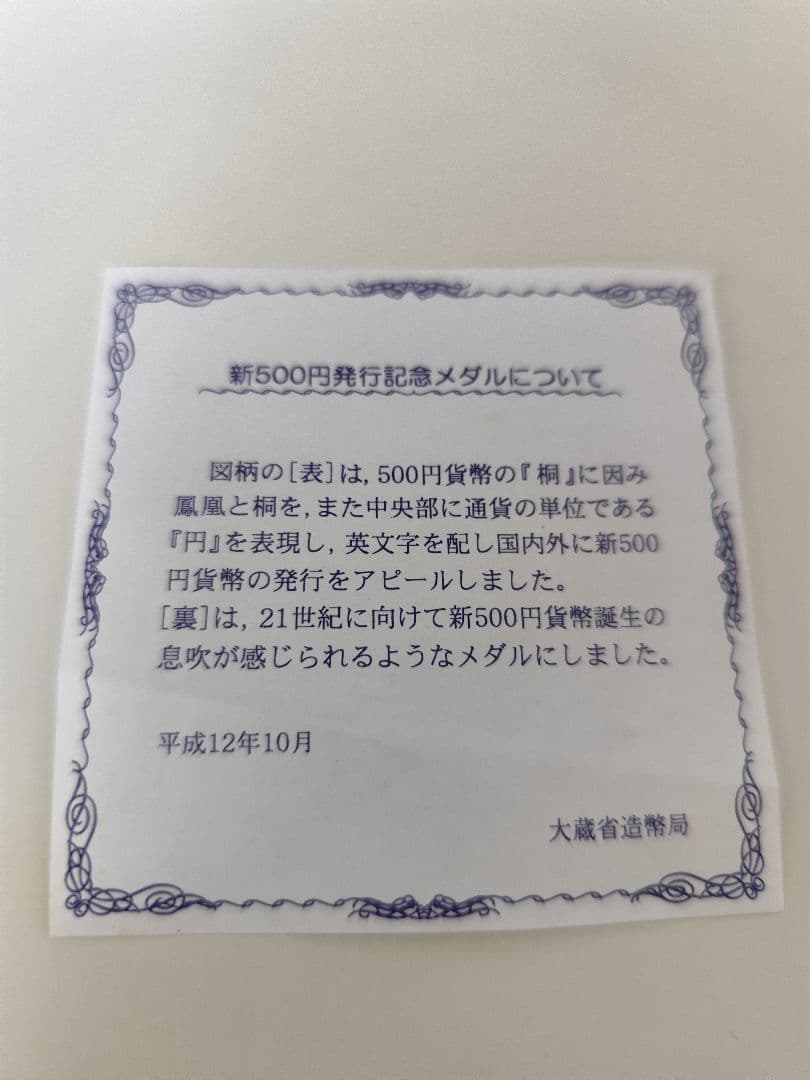 新500円発行記念メダルについて
図柄の[表]は，500円貨幣の『桐』に因み
鳳凰と桐を，また中央部に通貨の単位である
『円』を表現し，英文字を配し国内外に新500
円貨幣の発行をアピールしました。
[裏]は，21世紀に向けて新500円貨幣誕生の
息吹が感じられるようなメダルにしました。
平成12年10月
大蔵省造幣局